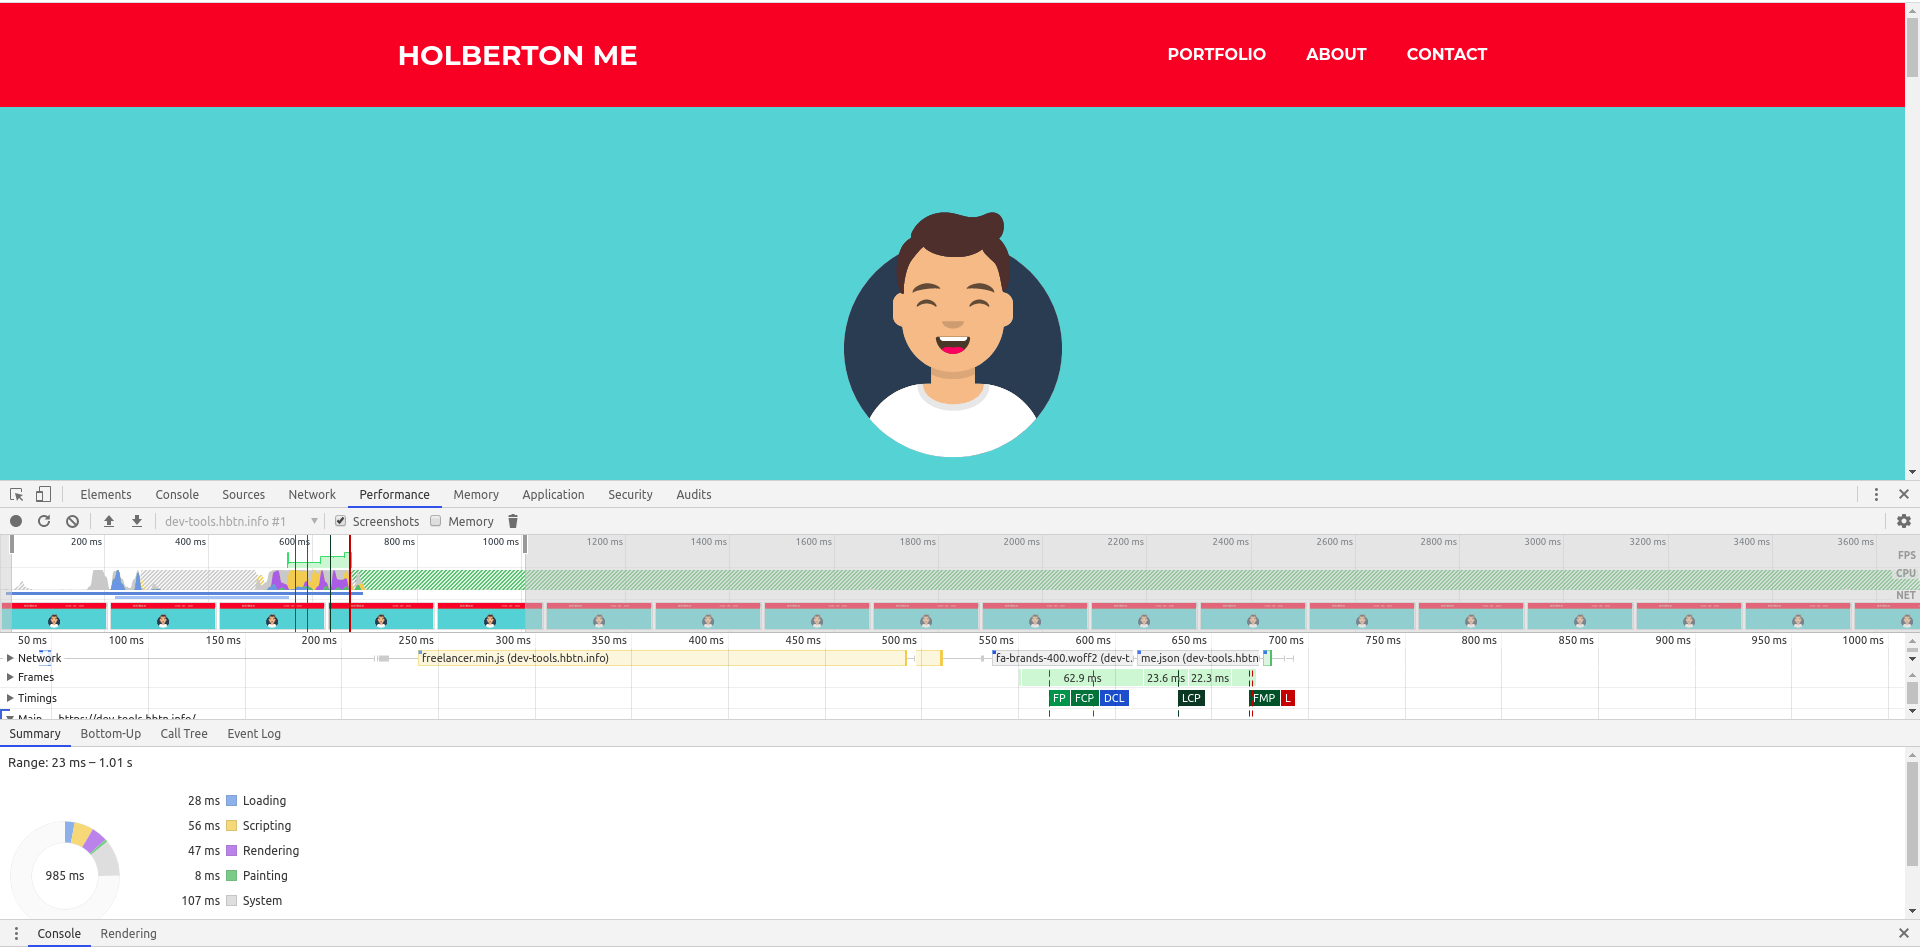 HOLBERTON ME PORTFOLIO ABOUT CONTACT
Elements Console Sources Network Performance Memory Application Security Audits
dev-tools.hbtn.info #1 Screenshots Memory
200 ms 400 ms 600 ms 800 ms 1000 ms 1200 ms 1400 ms 1600 ms 1800 ms 2000 ms 2200 ms 2400 ms 2600 ms 2800 ms 3000 ms 3200 ms 3400 ms 3600 ms
FPS
CPU
NET
50 ms 100 ms 150 ms 200 ms 250 ms 300 ms 350 ms 400 ms 450 ms 500 ms 550 ms 600 ms 650 ms 700 ms 750 ms 800 ms 850 ms 900 ms 950 ms 1000 ms
Network freelancer.min.js (dev-tools.hbtn.info) fa-brands-400.woff2 (dev-t… me.json (dev-tools.hbtn
Frames 62.9 ms 23.6 ms 22.3 ms
Timings FP FCP DCL LCP FMP L
Main — https://dev-tools.hbtn.info/
Summary Bottom-Up Call Tree Event Log
Range: 23 ms – 1.01 s
28 ms Loading
56 ms Scripting
47 ms Rendering
985 ms 8 ms Painting
107 ms System
Console Rendering